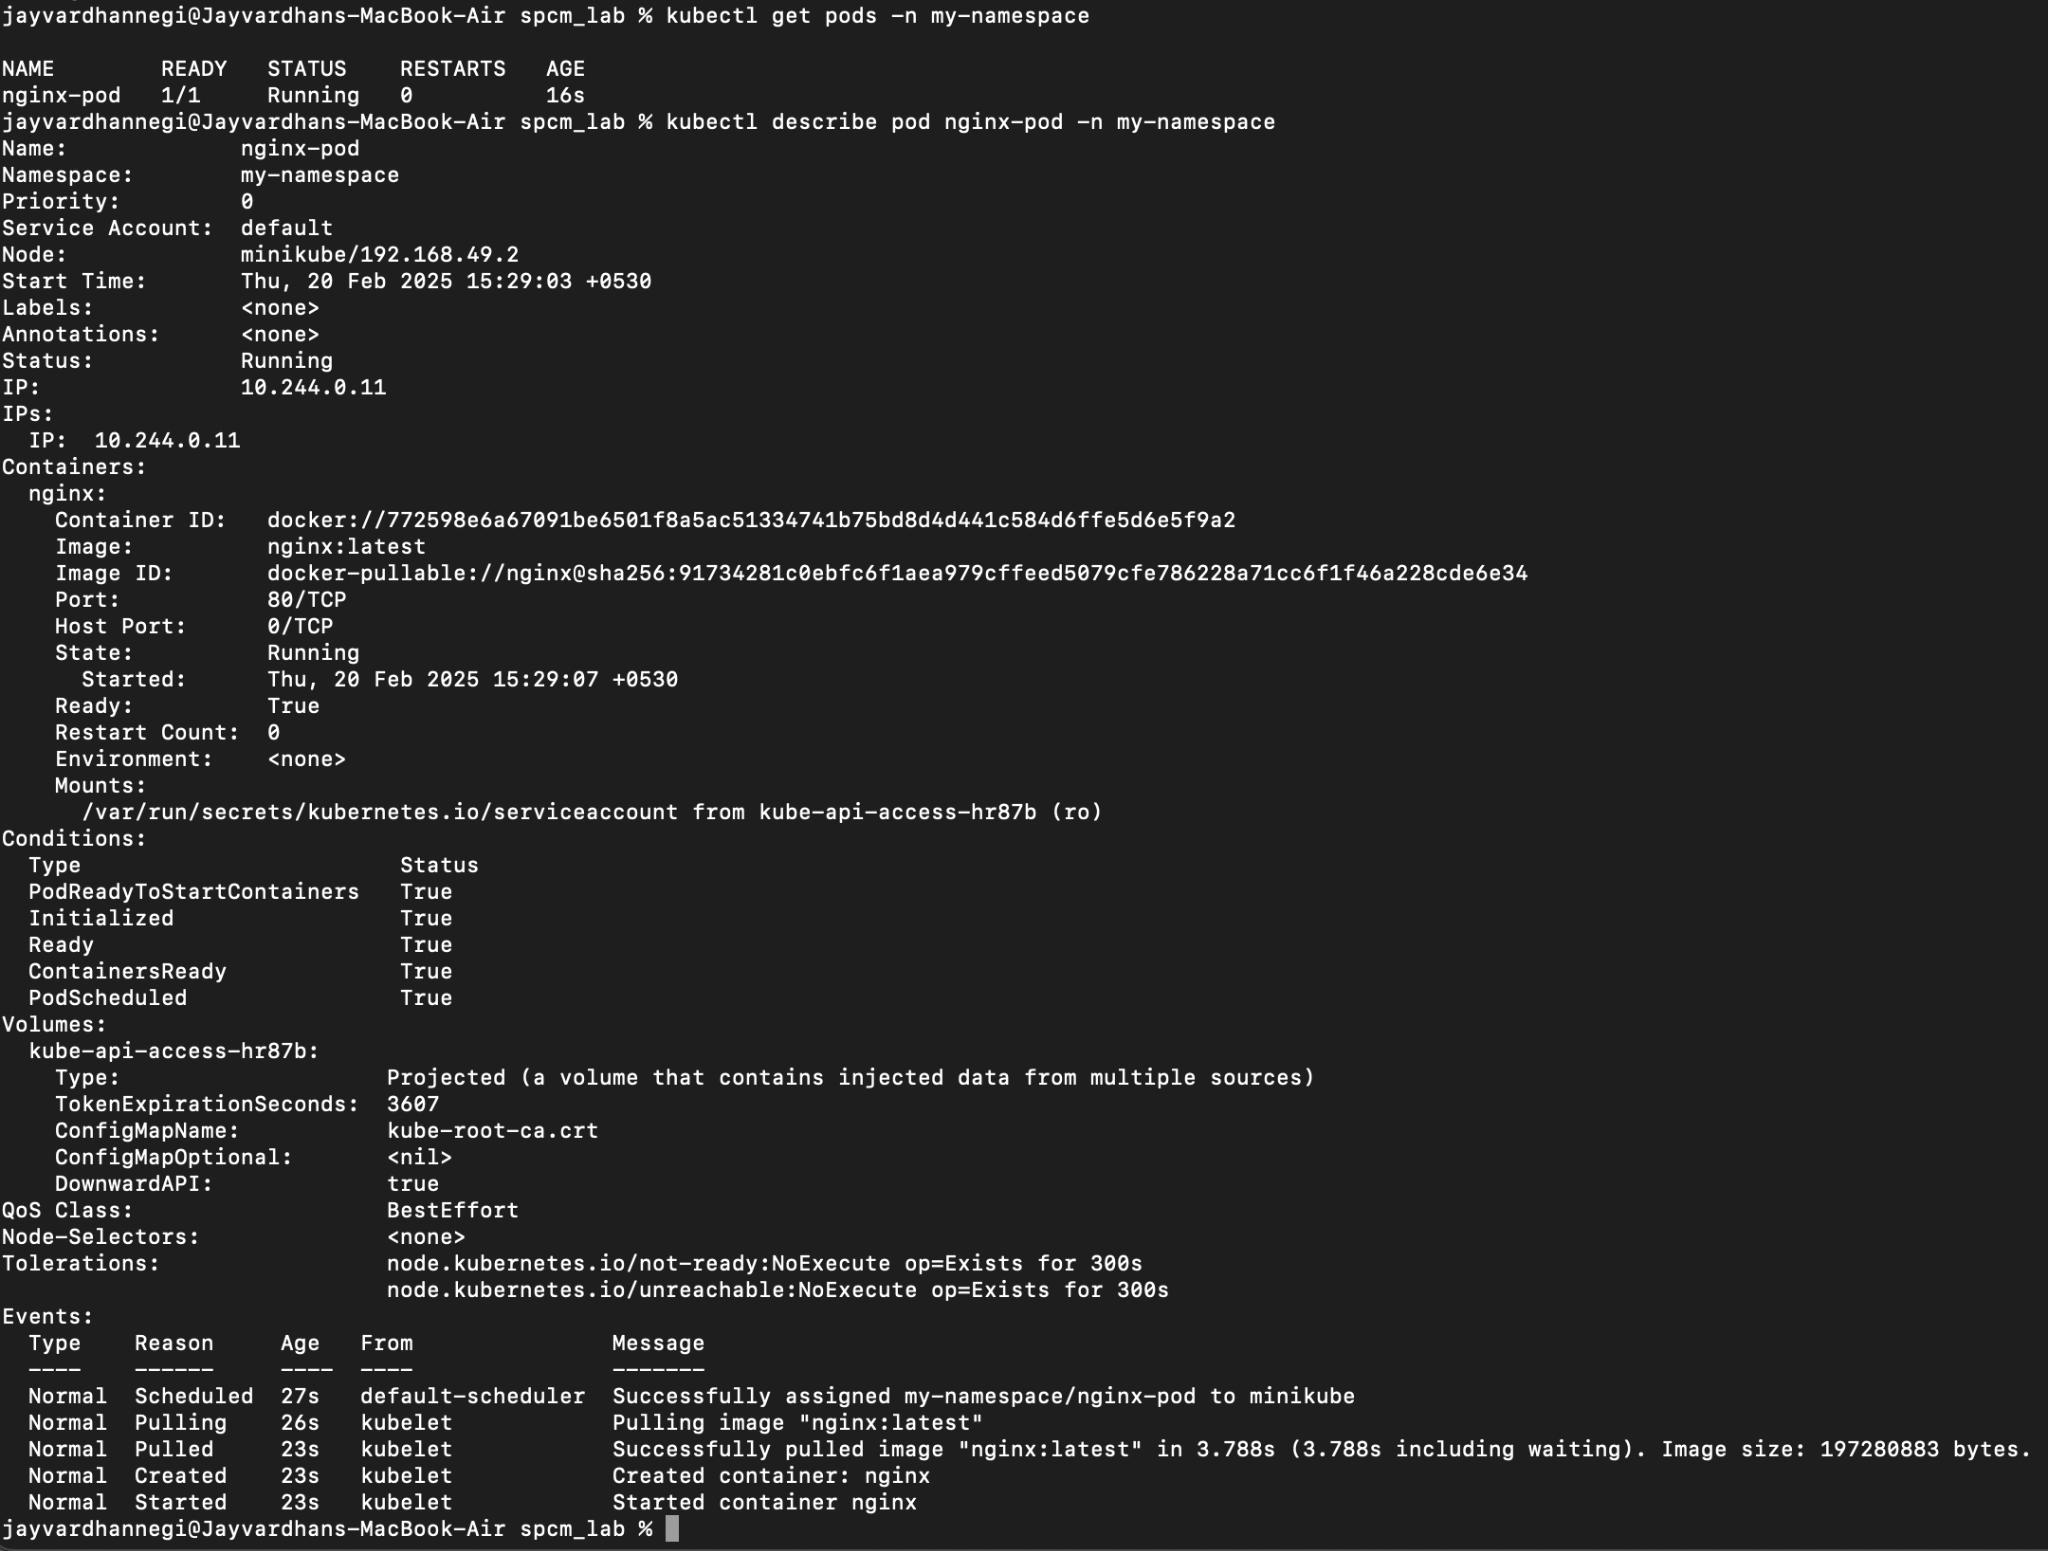 jayvardhannegi@Jayvardhans-MacBook-Air spcm_lab % kubectl get pods -n my-namespace
NAME        READY   STATUS    RESTARTS   AGE
nginx-pod   1/1     Running   0          16s
jayvardhannegi@Jayvardhans-MacBook-Air spcm_lab % kubectl describe pod nginx-pod -n my-namespace
Name:             nginx-pod
Namespace:        my-namespace
Priority:         0
Service Account:  default
Node:             minikube/192.168.49.2
Start Time:       Thu, 20 Feb 2025 15:29:03 +0530
Labels:           <none>
Annotations:      <none>
Status:           Running
IP:               10.244.0.11
IPs:
  IP:  10.244.0.11
Containers:
  nginx:
    Container ID:   docker://772598e6a67091be6501f8a5ac51334741b75bd8d4d441c584d6ffe5d6e5f9a2
    Image:          nginx:latest
    Image ID:       docker-pullable://nginx@sha256:91734281c0ebfc6f1aea979cffeed5079cfe786228a71cc6f1f46a228cde6e34
    Port:           80/TCP
    Host Port:      0/TCP
    State:          Running
      Started:      Thu, 20 Feb 2025 15:29:07 +0530
    Ready:          True
    Restart Count:  0
    Environment:    <none>
    Mounts:
      /var/run/secrets/kubernetes.io/serviceaccount from kube-api-access-hr87b (ro)
Conditions:
  Type                        Status
  PodReadyToStartContainers   True
  Initialized                 True
  Ready                       True
  ContainersReady             True
  PodScheduled                True
Volumes:
  kube-api-access-hr87b:
    Type:                    Projected (a volume that contains injected data from multiple sources)
    TokenExpirationSeconds:  3607
    ConfigMapName:           kube-root-ca.crt
    ConfigMapOptional:       <nil>
    DownwardAPI:             true
QoS Class:                   BestEffort
Node-Selectors:              <none>
Tolerations:                 node.kubernetes.io/not-ready:NoExecute op=Exists for 300s
                             node.kubernetes.io/unreachable:NoExecute op=Exists for 300s
Events:
  Type    Reason     Age   From               Message
  ----    ------     ----  ----               -------
  Normal  Scheduled  27s   default-scheduler  Successfully assigned my-namespace/nginx-pod to minikube
  Normal  Pulling    26s   kubelet            Pulling image "nginx:latest"
  Normal  Pulled     23s   kubelet            Successfully pulled image "nginx:latest" in 3.788s (3.788s including waiting). Image size: 197280883 bytes.
  Normal  Created    23s   kubelet            Created container: nginx
  Normal  Started    23s   kubelet            Started container nginx
jayvardhannegi@Jayvardhans-MacBook-Air spcm_lab %